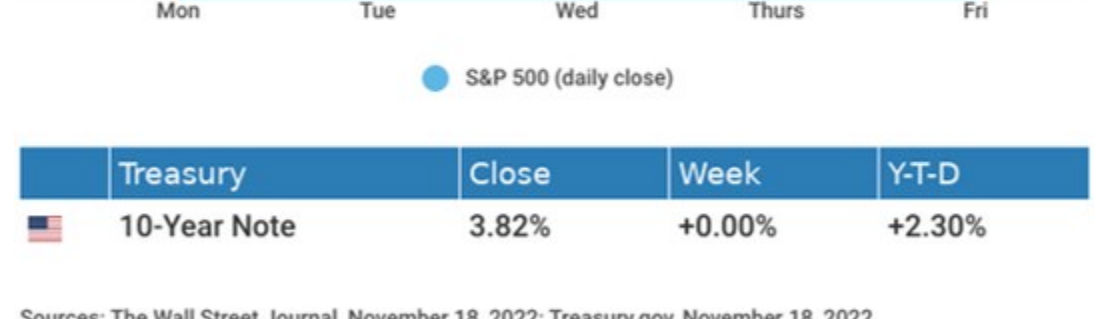 Mon Tue Wed Thurs Fri
S&P 500 (daily close)
Treasury Close Week Y-T-D
10-Year Note 3.82% +0.00% +2.30%
Sources: The Wall Street Journal, November 18, 2022; Treasury.gov, November 18, 2022